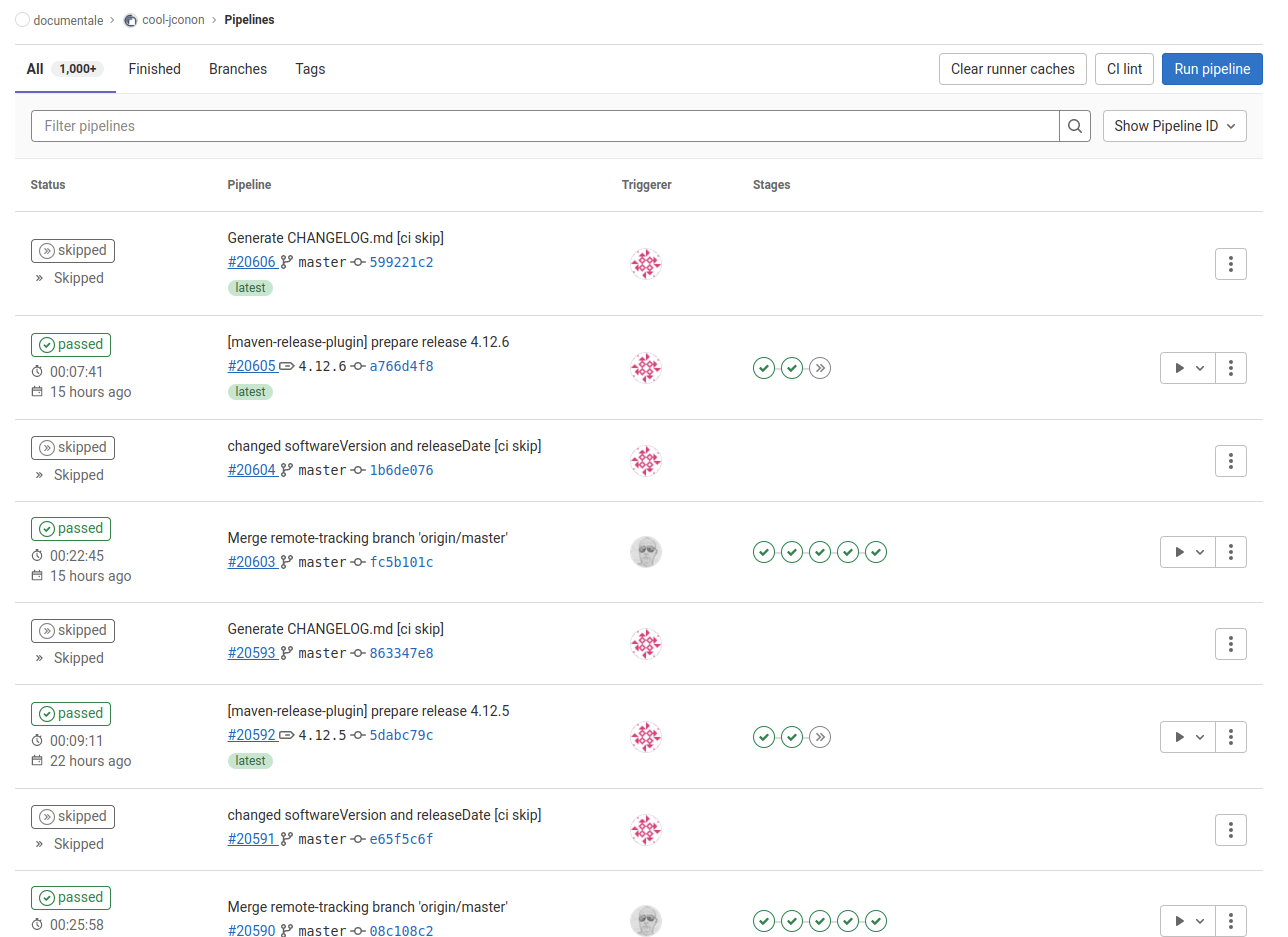 documentale › cool-jconon › Pipelines
All 1,000+ Finished Branches Tags Clear runner caches CI lint Run pipeline
Filter pipelines Show Pipeline ID
Status Pipeline Triggerer Stages
skipped
Skipped
Generate CHANGELOG.md [ci skip]
#20606 master 599221c2
latest
passed
00:07:41
15 hours ago
[maven-release-plugin] prepare release 4.12.6
#20605 4.12.6 a766d4f8
latest
skipped
Skipped
changed softwareVersion and releaseDate [ci skip]
#20604 master 1b6de076
passed
00:22:45
15 hours ago
Merge remote-tracking branch 'origin/master'
#20603 master fc5b101c
skipped
Skipped
Generate CHANGELOG.md [ci skip]
#20593 master 863347e8
passed
00:09:11
22 hours ago
[maven-release-plugin] prepare release 4.12.5
#20592 4.12.5 5dabc79c
latest
skipped
Skipped
changed softwareVersion and releaseDate [ci skip]
#20591 master e65f5c6f
passed
00:25:58
Merge remote-tracking branch 'origin/master'
#20590 master 08c108c2